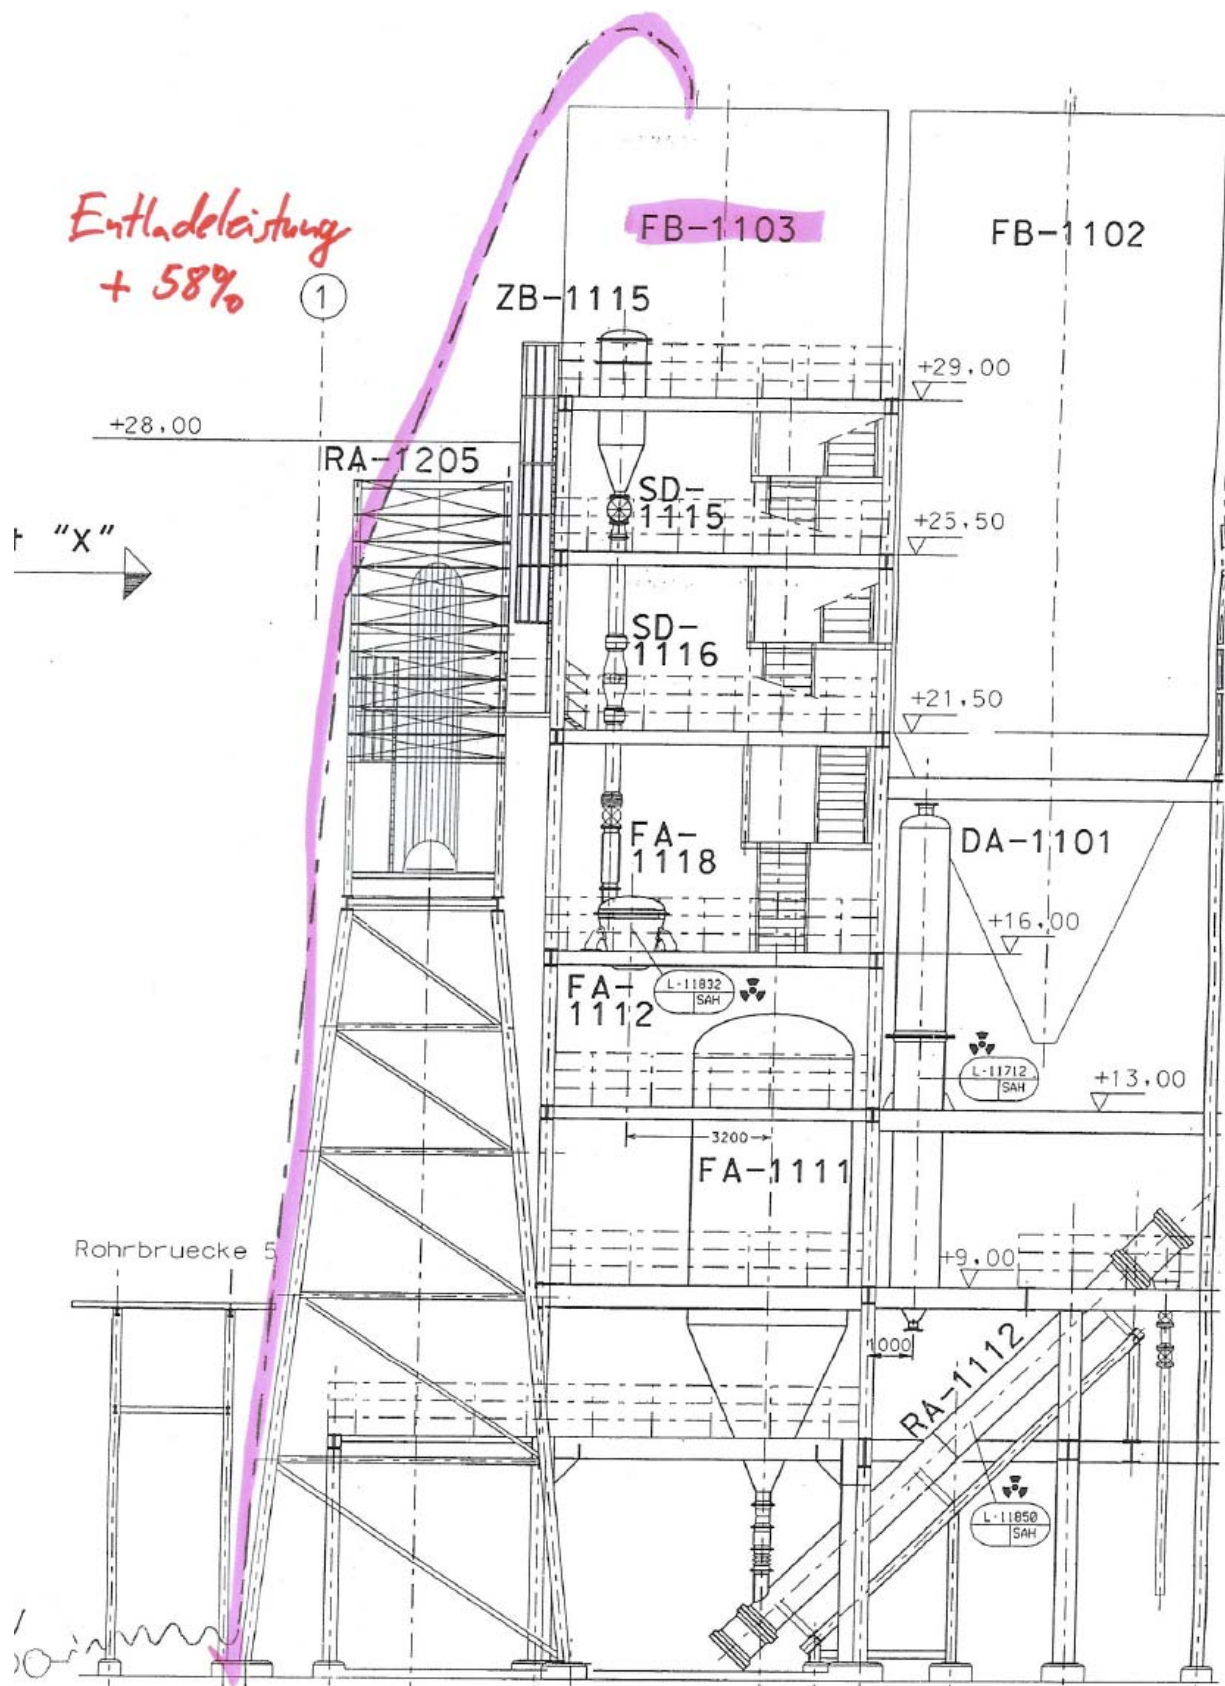 Entladeleistung
+ 58%
1
FB-1103
FB-1102
ZB-1115
+29.00
+28.00
RA-1205
SD-
1115
"X"
+25,50
SD-
1116
+21,50
FA-
1118
DA-1101
+16,00
FA-
1112
L-11832
SAH
L-11712
SAH
+13,00
3200
FA-1111
Rohrbruecke 5
+9,00
1000
RA-1112
L-11850
SAH